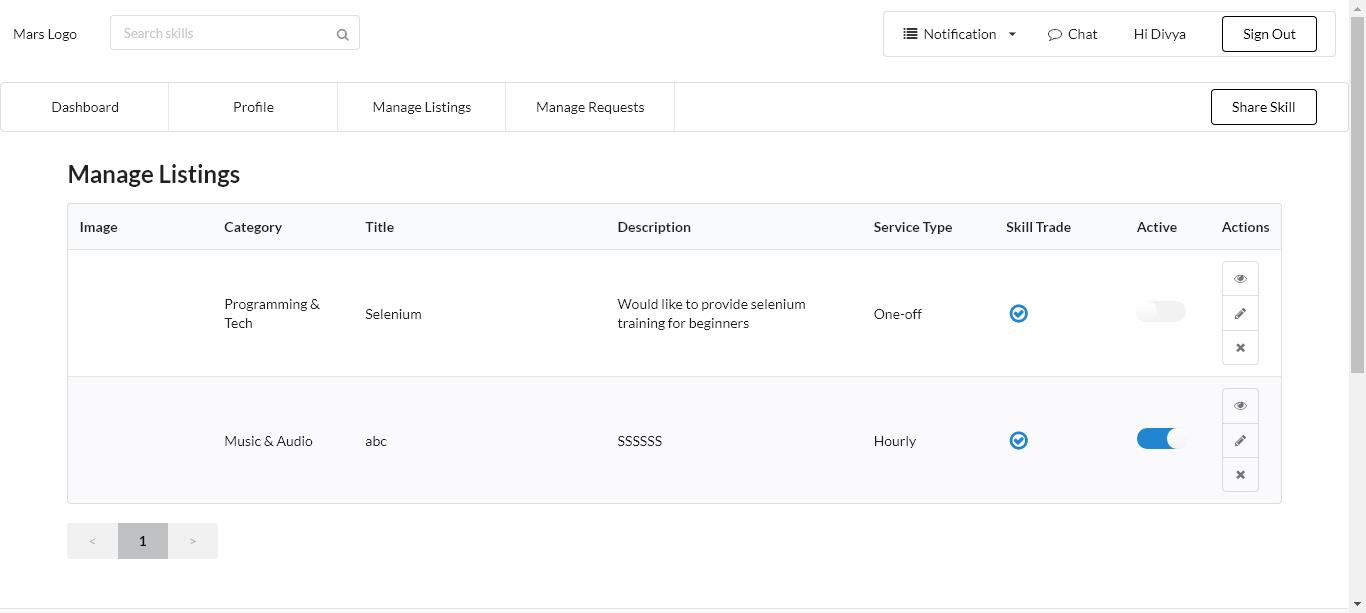 Mars Logo
Search skills
Notification
Chat
Hi Divya
Sign Out
Dashboard
Profile
Manage Listings
Manage Requests
Share Skill
Manage Listings
Image
Category
Title
Description
Service Type
Skill Trade
Active
Actions
Programming &
Tech
Selenium
Would like to provide selenium
training for beginners
One-off
Music & Audio
abc
SSSSSS
Hourly
<
1
>